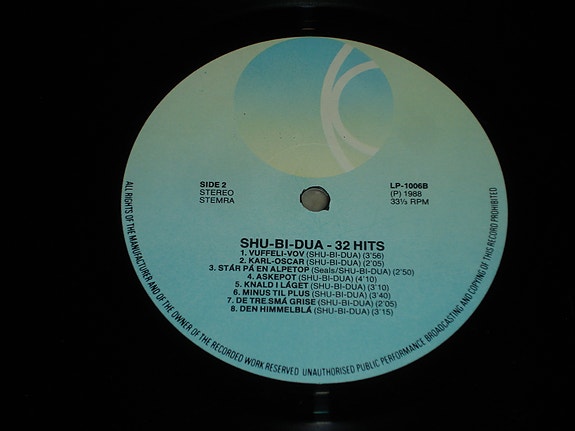 SIDE 2
STEREO
STEMRA
LP-1006B
(P) 1988
33⅓ RPM
SHU-BI-DUA - 32 HITS
1. VUFFELI-VOV (SHU-BI-DUA) (3'56)
2. KARL-OSCAR (SHU-BI-DUA) (2'05)
3. STÅR PÅ EN ALPETOP (Seals/SHU-BI-DUA) (2'50)
4. ASKEPOT (SHU-BI-DUA) (4'10)
5. KNALD I LÅGET (SHU-BI-DUA) (3'10)
6. MINUS TIL PLUS (SHU-BI-DUA) (3'40)
7. DE TRE SMÅ GRISE (SHU-BI-DUA) (2'05)
8. DEN HIMMELBLÅ (SHU-BI-DUA) (3'15)
ALL RIGHTS OF THE MANUFACTURER AND OF THE OWNER OF THE RECORDED WORK RESERVED UNAUTHORISED PUBLIC PERFORMANCE BROADCASTING AND COPYING OF THIS RECORD PROHIBITED